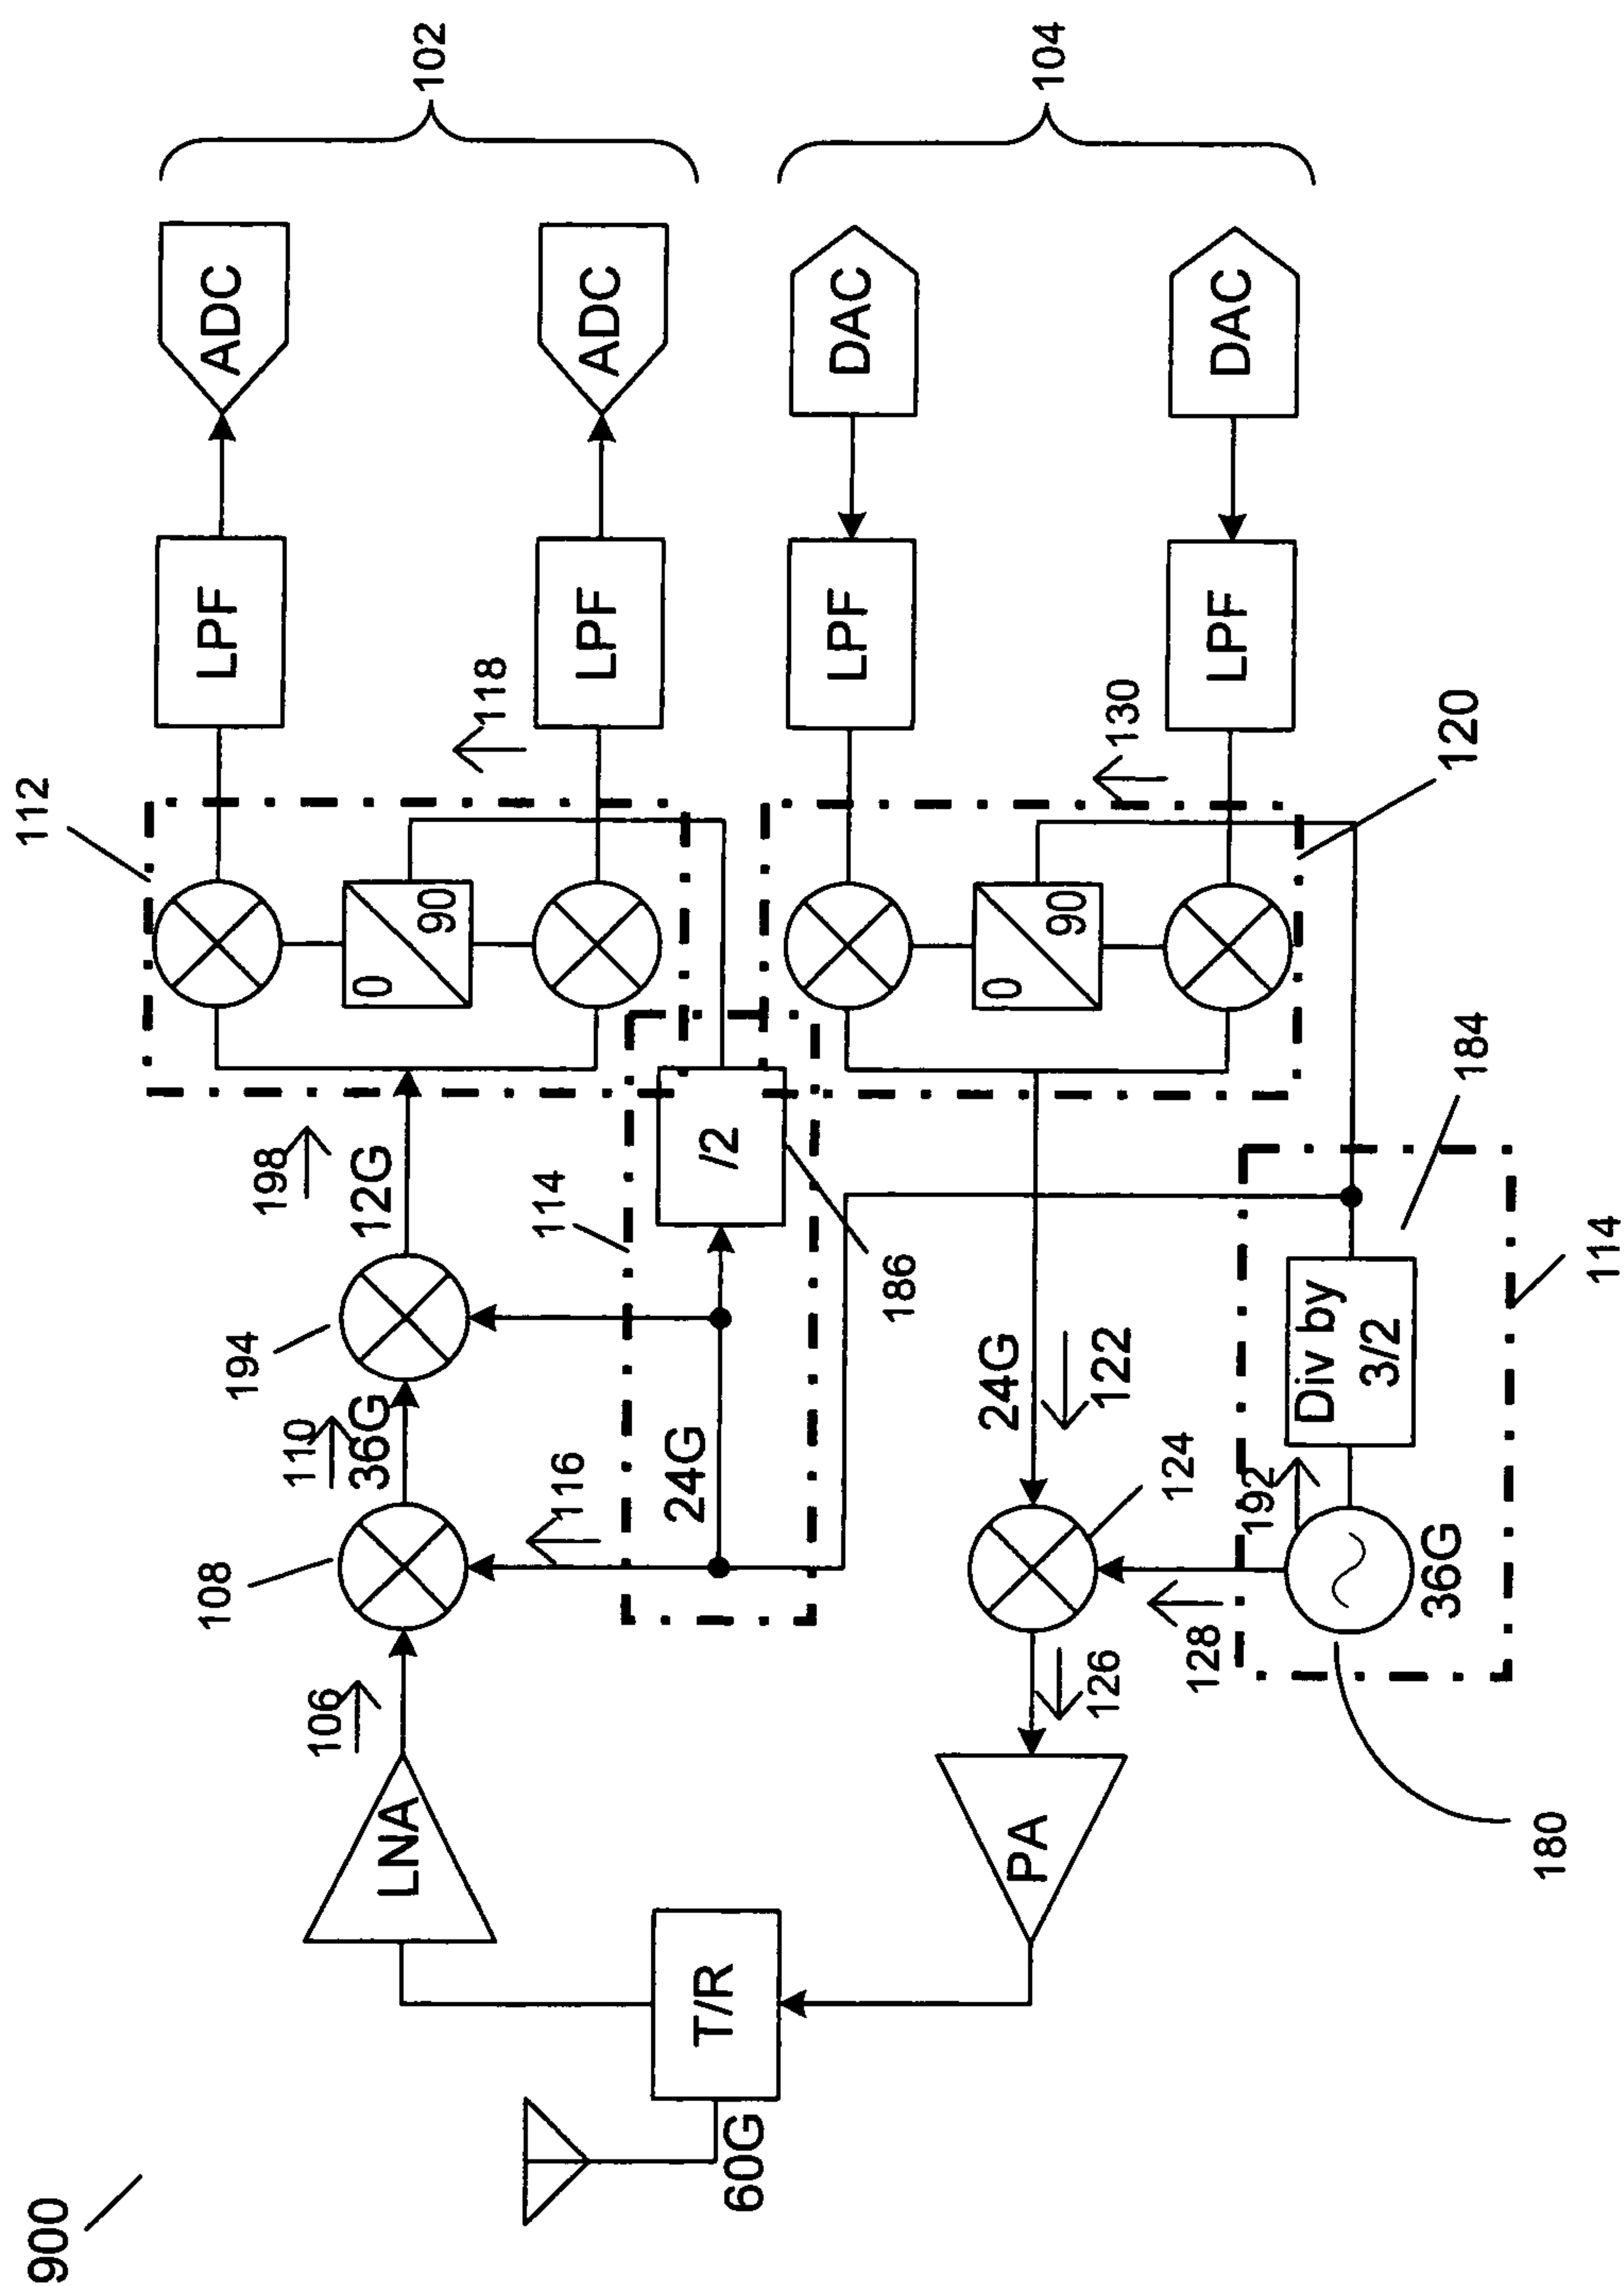 900
60G
T/R
LNA
106
108
110
36G
194
198
12G
112
0
90
LPF
ADC
118
LPF
ADC
102
116
24G
114
/2
186
PA
126
124
24G
122
120
0
90
LPF
DAC
130
LPF
DAC
104
128
192
36G
180
Div by
3/2
184
114